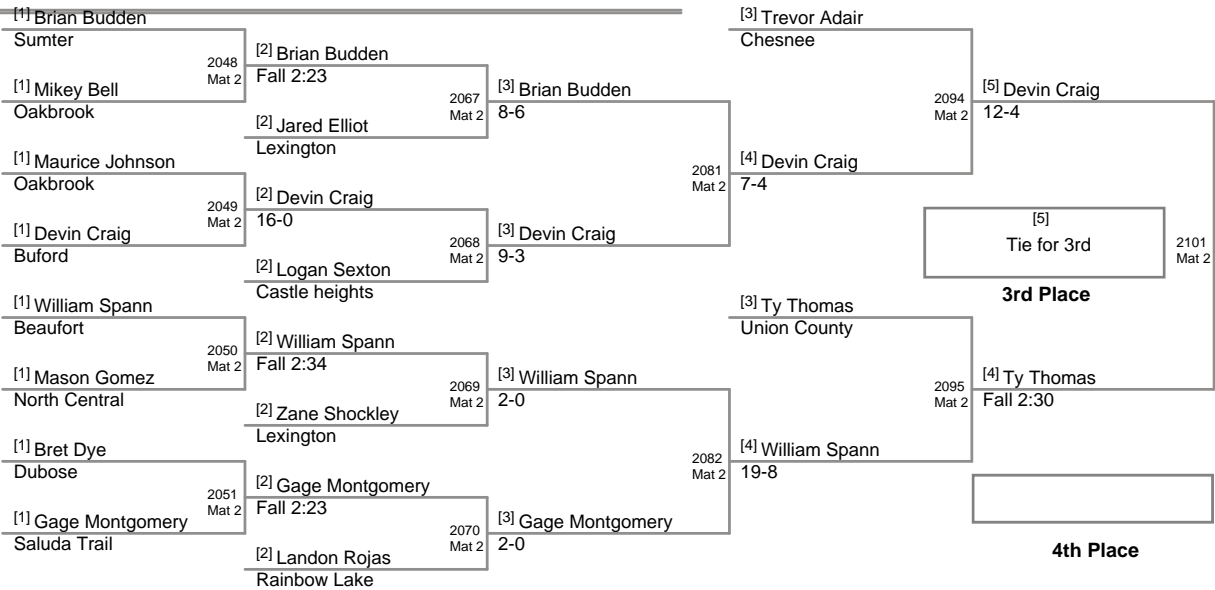 [1] Brian Budden
Sumter
2048
Mat 2
[1] Mikey Bell
Oakbrook
[1] Maurice Johnson
Oakbrook
2049
Mat 2
[1] Devin Craig
Buford
[1] William Spann
Beaufort
2050
Mat 2
[1] Mason Gomez
North Central
[1] Bret Dye
Dubose
2051
Mat 2
[1] Gage Montgomery
Saluda Trail
[2] Brian Budden
Fall 2:23
2067
Mat 2
[2] Jared Elliot
Lexington
[2] Devin Craig
16-0
2068
Mat 2
[2] Logan Sexton
Castle heights
[2] William Spann
Fall 2:34
2069
Mat 2
[2] Zane Shockley
Lexington
[2] Gage Montgomery
Fall 2:23
2070
Mat 2
[2] Landon Rojas
Rainbow Lake
[3] Brian Budden
8-6
2081
Mat 2
[3] Devin Craig
9-3
[3] William Spann
2-0
2082
Mat 2
[3] Gage Montgomery
2-0
[3] Trevor Adair
Chesnee
2094
Mat 2
[4] Devin Craig
7-4
[3] Ty Thomas
Union County
2095
Mat 2
[4] William Spann
19-8
[5] Devin Craig
12-4
[5]
Tie for 3rd
2101
Mat 2
3rd Place
[4] Ty Thomas
Fall 2:30
4th Place